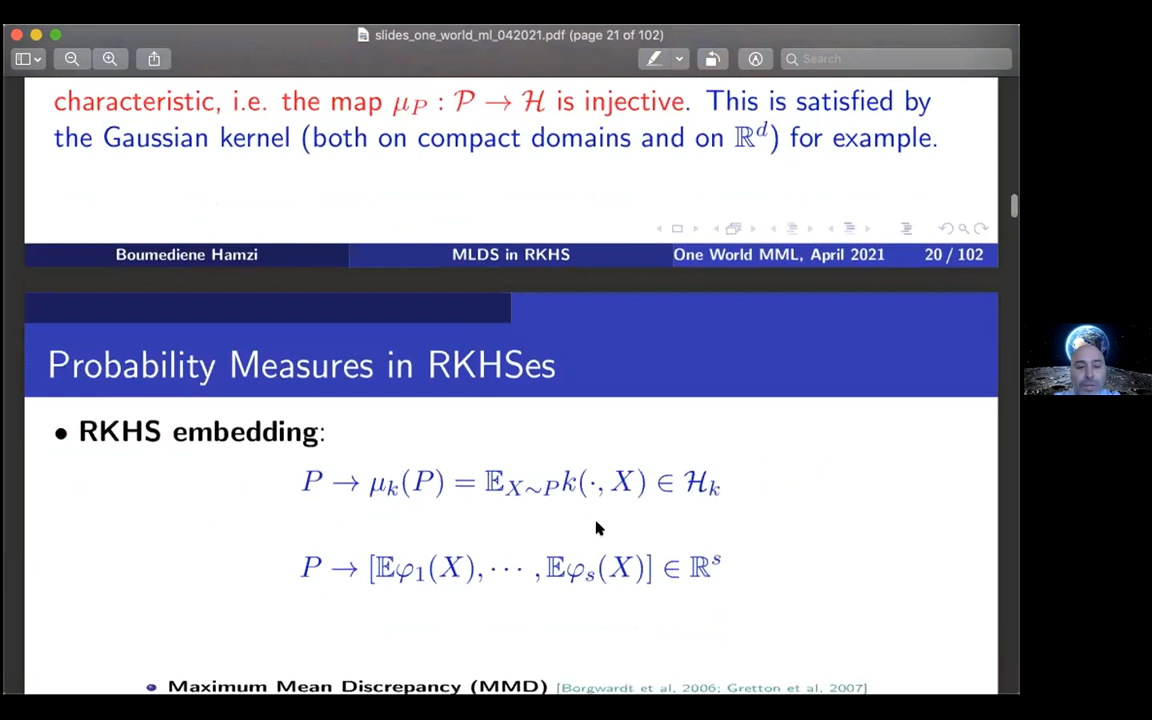 slides_one_world_ml_042021.pdf (page 21 of 102)
Search
characteristic, i.e. the map μ_P : 𝒫 → ℋ is injective. This is satisfied by
the Gaussian kernel (both on compact domains and on ℝ^d) for example.
Boumediene Hamzi MLDS in RKHS One World MML, April 2021 20 / 102
Probability Measures in RKHSes
• RKHS embedding:
P → μ_k(P) = 𝔼_{X∼P} k(·, X) ∈ ℋ_k
P → [𝔼φ_1(X), ··· , 𝔼φ_s(X)] ∈ ℝ^s
Maximum Mean Discrepancy (MMD) [Borgwardt et al, 2006; Gretton et al, 2007]